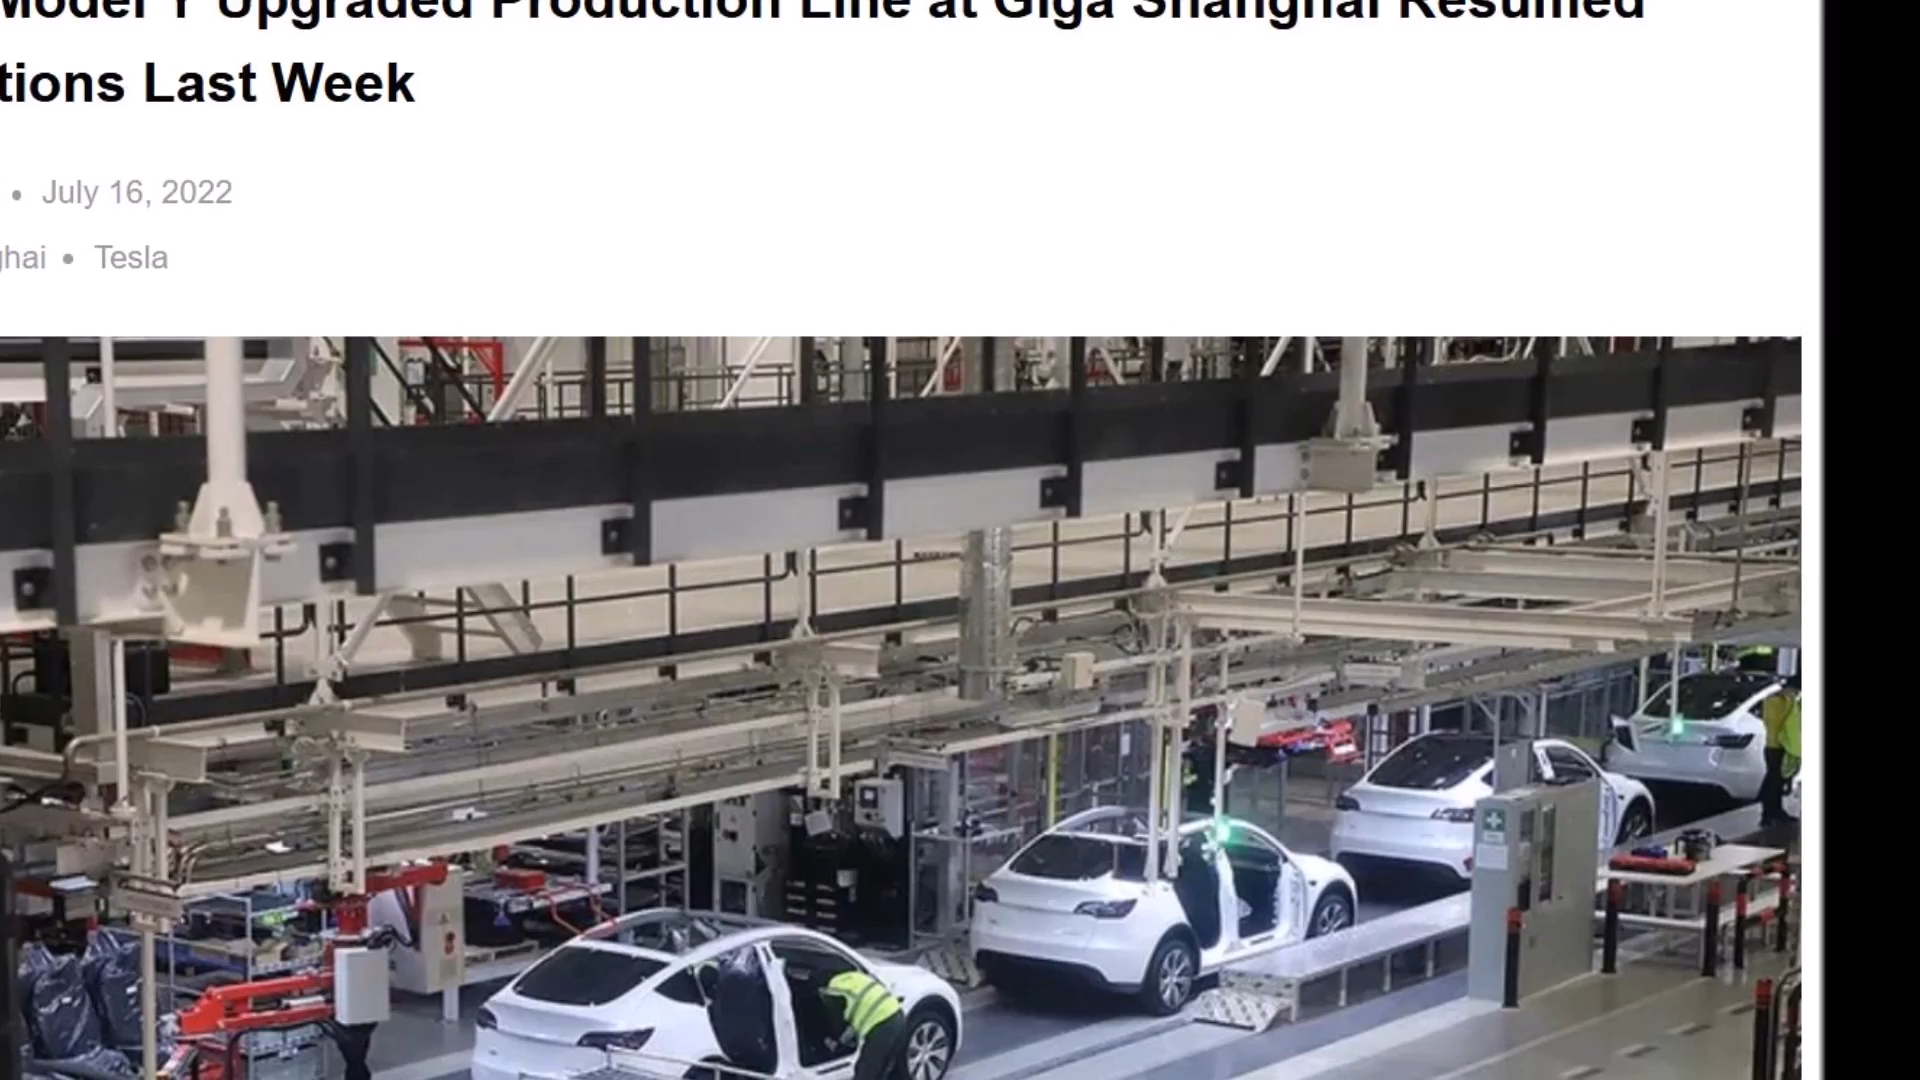 Model Y Upgraded Production Line at Giga Shanghai Resumed
tions Last Week
• July 16, 2022
ghai • Tesla